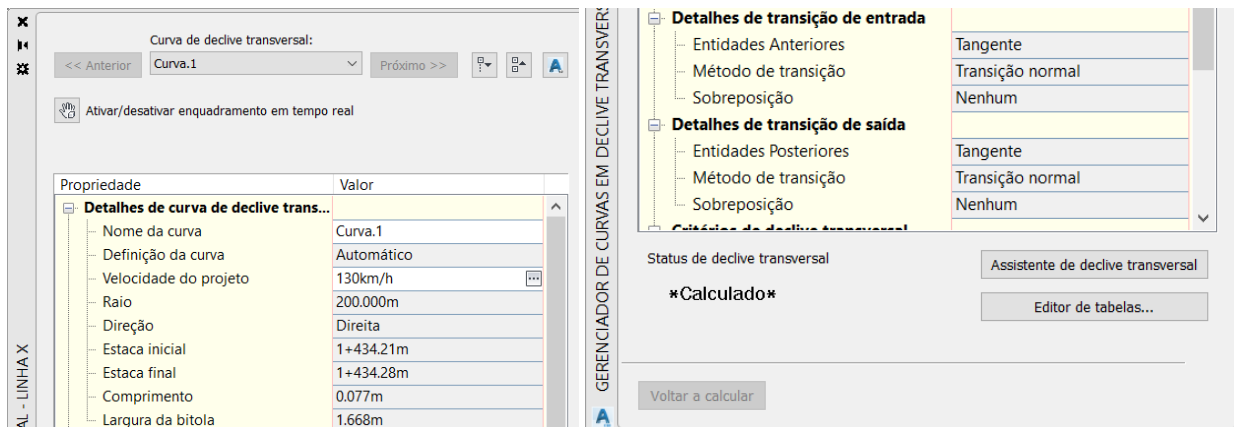 Curva de declive transversal:
<< Anterior
Curva.1
Próximo >>
Ativar/desativar enquadramento em tempo real
Propriedade Valor
Detalhes de curva de declive trans...
Nome da curva Curva.1
Definição da curva Automático
Velocidade do projeto 130km/h ...
Raio 200.000m
Direção Direita
Estaca inicial 1+434.21m
Estaca final 1+434.28m
Comprimento 0.077m
Largura da bitola 1.668m
AL - LINHA X
GERENCIADOR DE CURVAS EM DECLIVE TRANSVERS
Detalhes de transição de entrada
Entidades Anteriores Tangente
Método de transição Transição normal
Sobreposição Nenhum
Detalhes de transição de saída
Entidades Posteriores Tangente
Método de transição Transição normal
Sobreposição Nenhum
Critérios de declive transversal
Status de declive transversal
*Calculado*
Assistente de declive transversal
Editor de tabelas...
Voltar a calcular